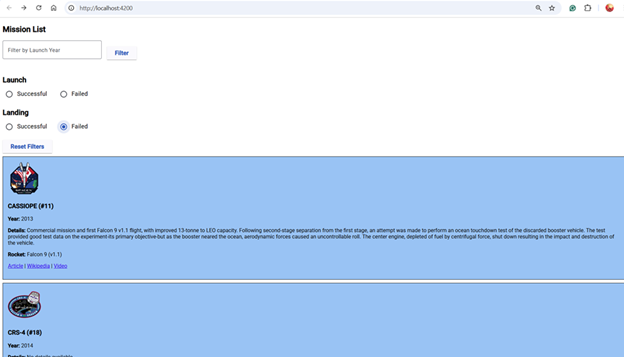 http://localhost:4200
Mission List
Filter by Launch Year
Filter
Launch
Successful Failed
Landing
Successful Failed
Reset Filters
CASSIOPE (#11)
Year: 2013
Details: Commercial mission and first Falcon 9 v1.1 flight, with improved 13-tonne to LEO capacity. Following second-stage separation from the first stage, an attempt was made to perform an ocean touchdown test of the discarded booster vehicle. The test
provided good test data on the experiment-its primary objective-but as the booster neared the ocean, aerodynamic forces caused an uncontrollable roll. The center engine, depleted of fuel by centrifugal force, shut down resulting in the impact and destruction of
the vehicle.
Rocket: Falcon 9 (v1.1)
Article | Wikipedia | Video
CRS-4 (#18)
Year: 2014
Details: No details available